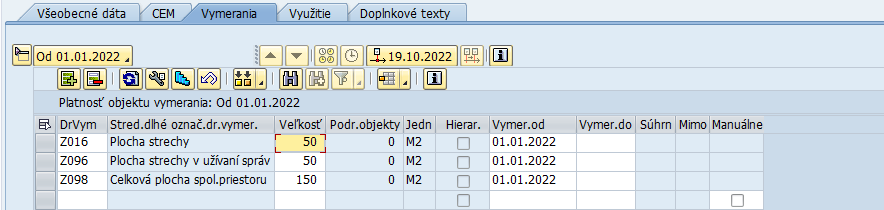 Všeobecné dáta CEM Vymerania Využitie Doplnkové texty
Od 01.01.2022 19.10.2022
Platnosť objektu vymerania: Od 01.01.2022
DrVym Stred.dlhé označ.dr.vymer. Veľkosť Podr.objekty Jedn Hierar. Vymer.od Vymer.do Súhrn Mimo Manuálne
Z016 Plocha strechy 50 0 M2 01.01.2022
Z096 Plocha strechy v užívaní správ 50 0 M2 01.01.2022
Z098 Celková plocha spol.priestoru 150 0 M2 01.01.2022